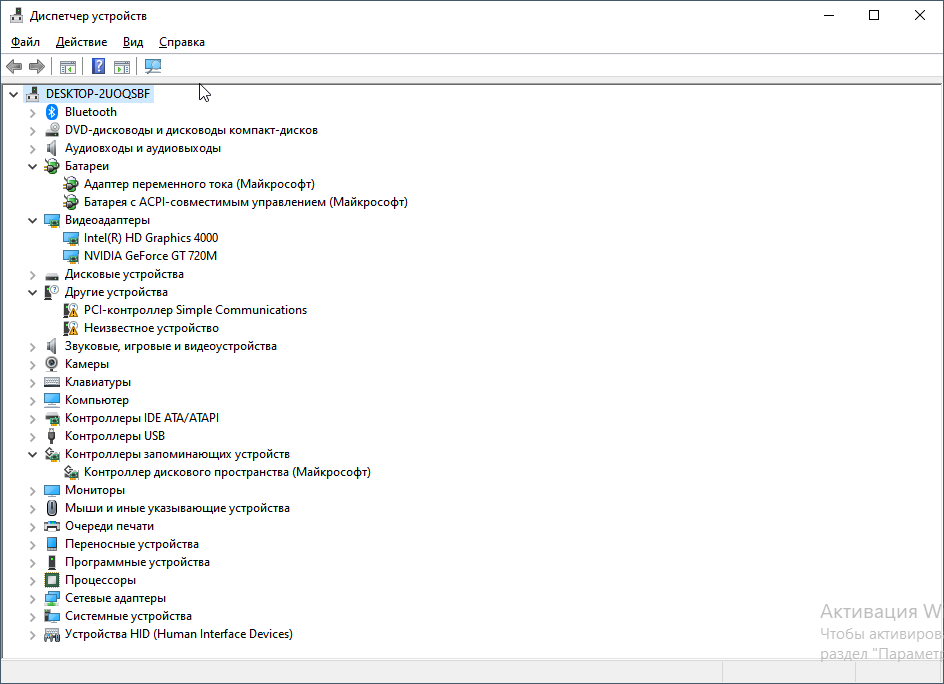 Диспетчер устройств
Файл Действие Вид Справка
DESKTOP-2UOQSBF
Bluetooth
DVD-дисководы и дисководы компакт-дисков
Аудиовходы и аудиовыходы
Батареи
Адаптер переменного тока (Майкрософт)
Батарея с ACPI-совместимым управлением (Майкрософт)
Видеоадаптеры
Intel(R) HD Graphics 4000
NVIDIA GeForce GT 720M
Дисковые устройства
Другие устройства
PCI-контроллер Simple Communications
Неизвестное устройство
Звуковые, игровые и видеоустройства
Камеры
Клавиатуры
Компьютер
Контроллеры IDE ATA/ATAPI
Контроллеры USB
Контроллеры запоминающих устройств
Контроллер дискового пространства (Майкрософт)
Мониторы
Мыши и иные указывающие устройства
Очереди печати
Переносные устройства
Программные устройства
Процессоры
Сетевые адаптеры
Системные устройства
Устройства HID (Human Interface Devices)
Активация W
Чтобы активиров
раздел "Парамет